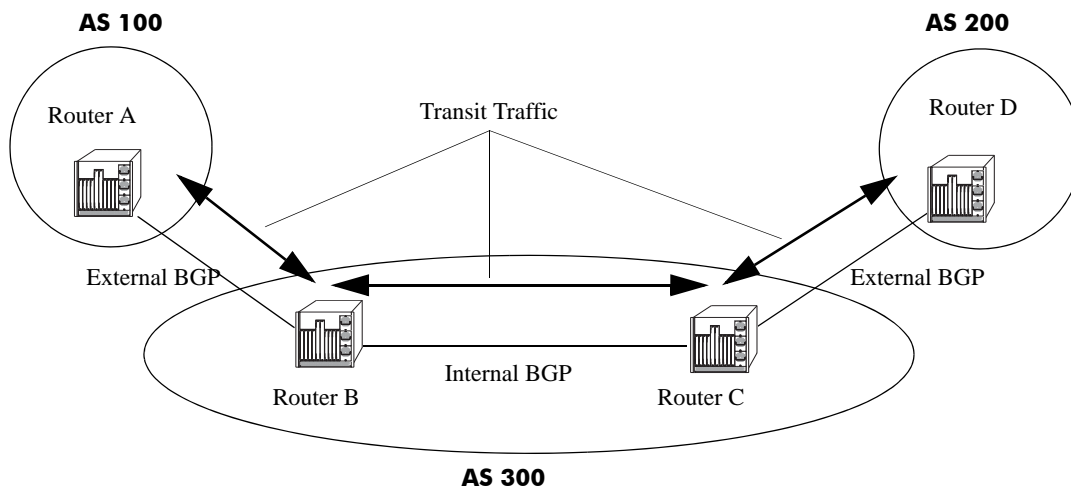 AS 100
AS 200
Router A
Transit Traffic
Router D
External BGP
External BGP
Internal BGP
Router B
Router C
AS 300